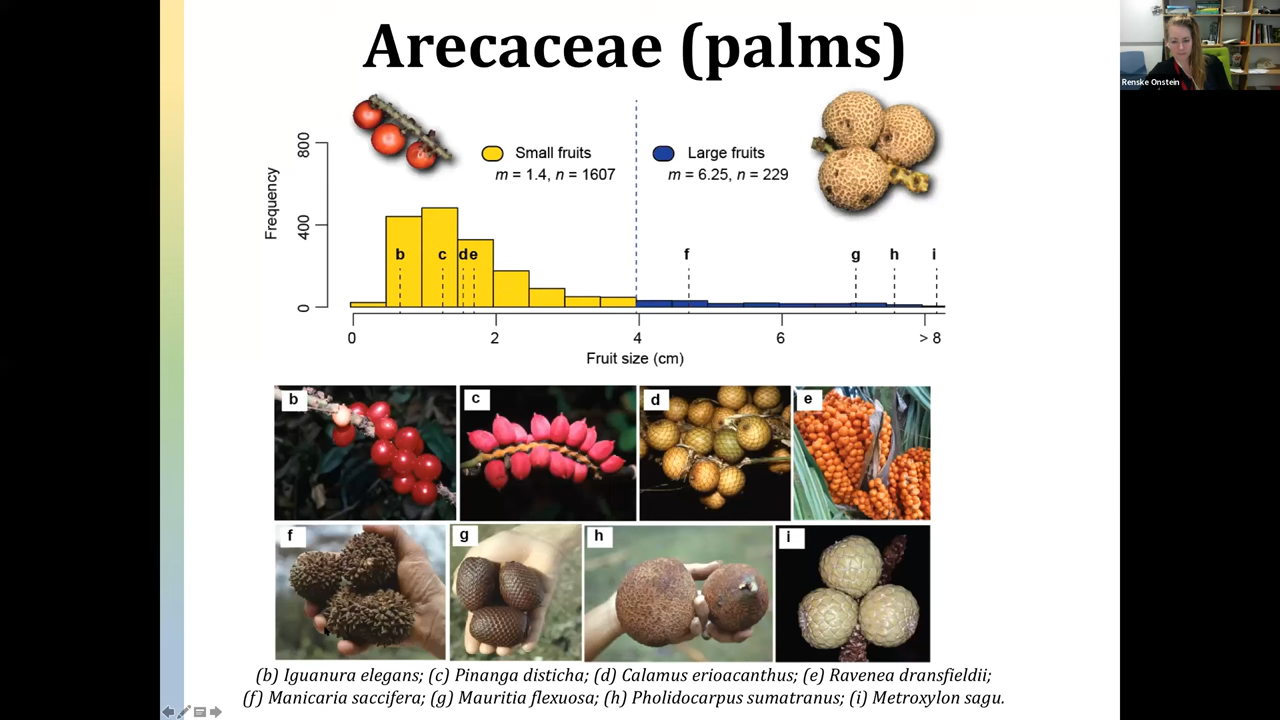 Arecaceae (palms)
Renske Onstein
Small fruits
m = 1.4, n = 1607
Large fruits
m = 6.25, n = 229
Frequency
800
400
0
b
c
d
e
f
g
h
i
0
2
4
6
> 8
Fruit size (cm)
b
c
d
e
f
g
h
i
(b) Iguanura elegans; (c) Pinanga disticha; (d) Calamus erioacanthus; (e) Ravenea dransfieldii;
(f) Manicaria saccifera; (g) Mauritia flexuosa; (h) Pholidocarpus sumatranus; (i) Metroxylon sagu.